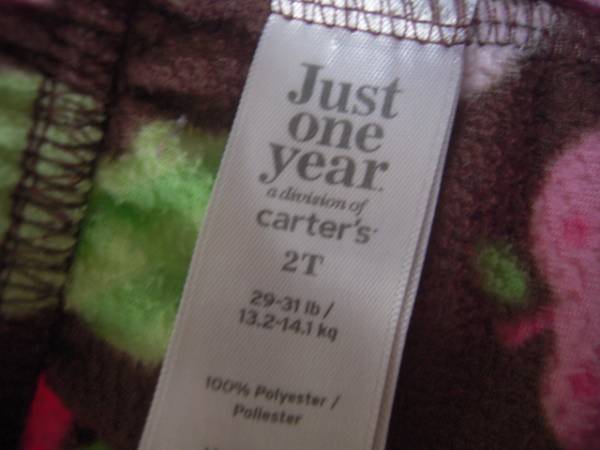 Just
one
year.
a division of
carter's
2T
29-31 lb /
13.2-14.1 kg
100% Polyester /
Poliester